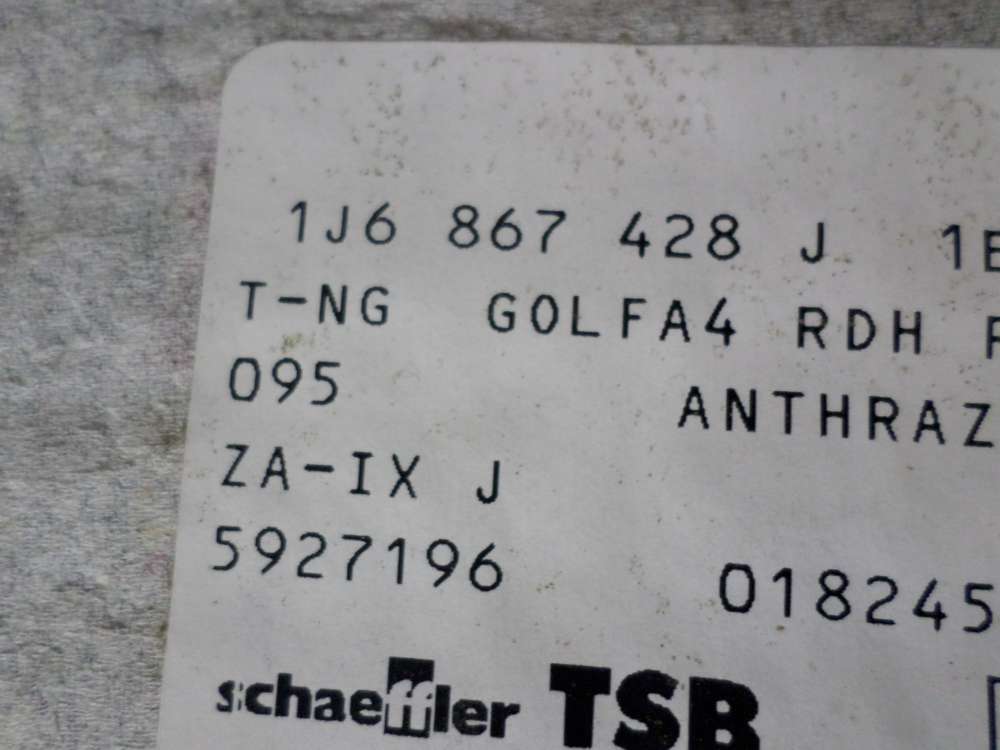 1J6 867 428 J 1E
T-NG GOLFA4 RDH
095 ANTHRAZ
ZA-IX J
5927196 018245
schaeffler TSB